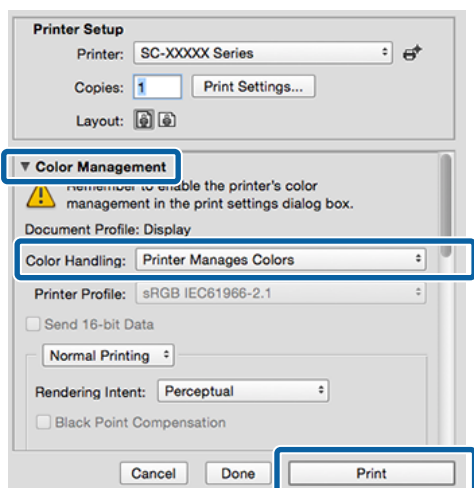 Printer Setup
Printer: SC-XXXXX Series
Copies: 1 Print Settings...
Layout:
▼ Color Management
Remember to enable the printer's color
management in the print settings dialog box.
Document Profile: Display
Color Handling: Printer Manages Colors
Printer Profile: sRGB IEC61966-2.1
Send 16-bit Data
Normal Printing
Rendering Intent: Perceptual
Black Point Compensation
Cancel Done Print